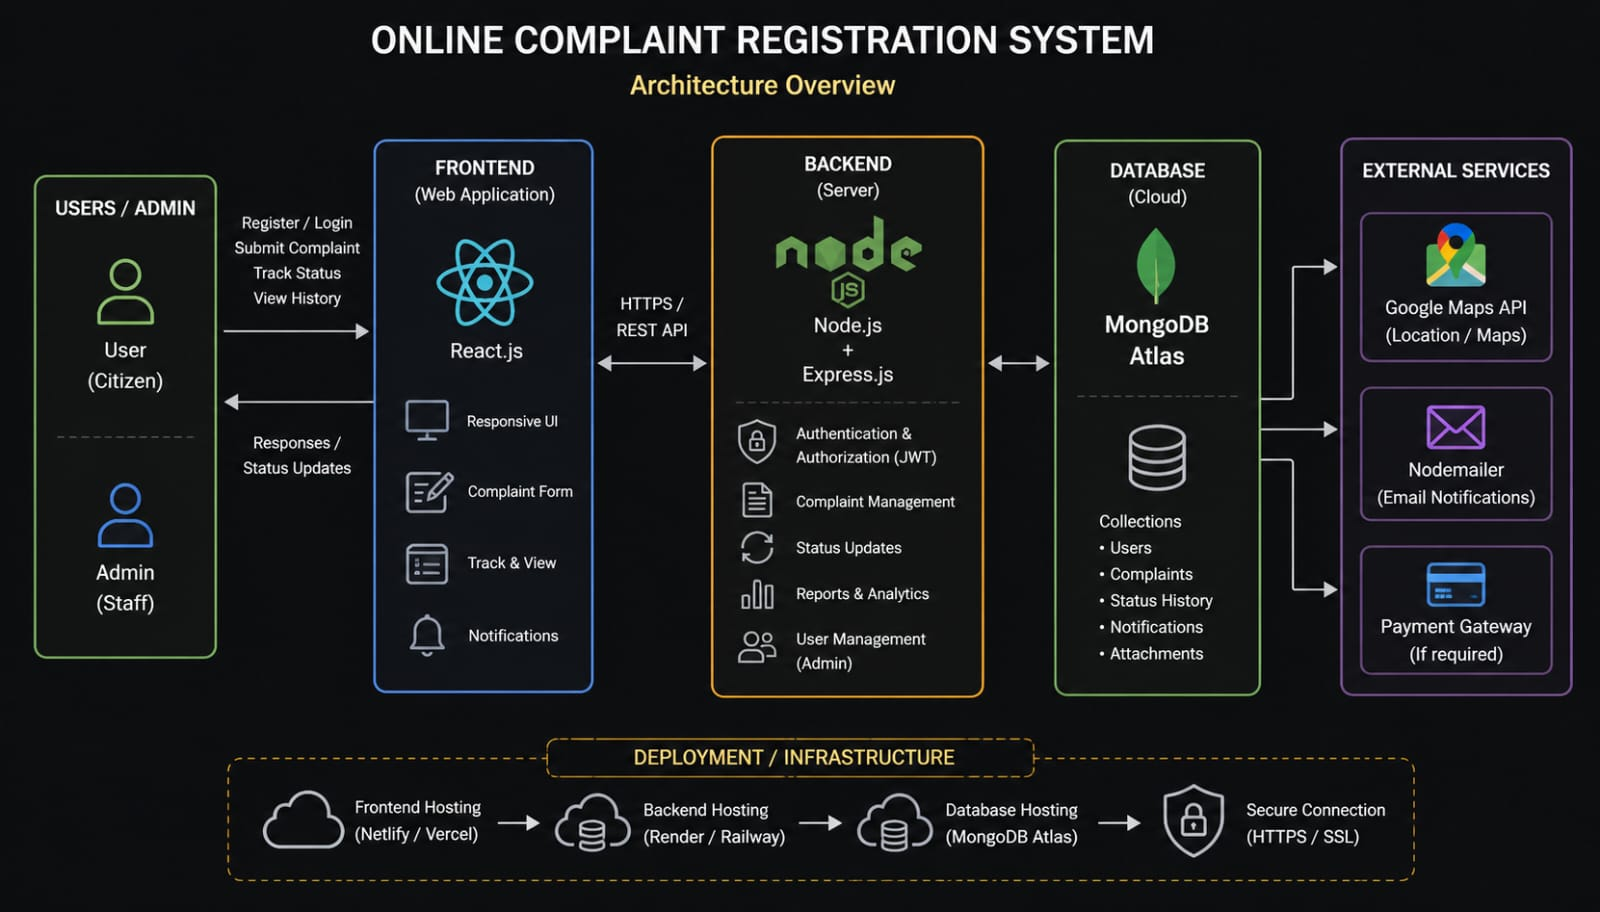 ONLINE COMPLAINT REGISTRATION SYSTEM
Architecture Overview
USERS / ADMIN
User
(Citizen)
Admin
(Staff)
Register / Login
Submit Complaint
Track Status
View History
Responses /
Status Updates
FRONTEND
(Web Application)
React.js
Responsive UI
Complaint Form
Track & View
Notifications
HTTPS /
REST API
BACKEND
(Server)
node
JS
Node.js
+
Express.js
Authentication &
Authorization (JWT)
Complaint Management
Status Updates
Reports & Analytics
User Management
(Admin)
DATABASE
(Cloud)
MongoDB
Atlas
Collections
• Users
• Complaints
• Status History
• Notifications
• Attachments
EXTERNAL SERVICES
Google Maps API
(Location / Maps)
Nodemailer
(Email Notifications)
Payment Gateway
(If required)
DEPLOYMENT / INFRASTRUCTURE
Frontend Hosting
(Netlify / Vercel)
Backend Hosting
(Render / Railway)
Database Hosting
(MongoDB Atlas)
Secure Connection
(HTTPS / SSL)